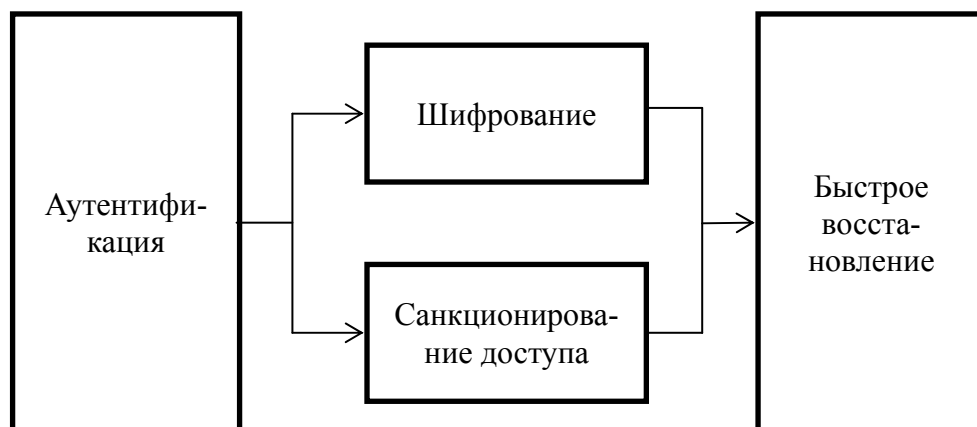 Аутентифи-
кация
Шифрование
Санкционирова-
ние доступа
Быстрое
восста-
новление